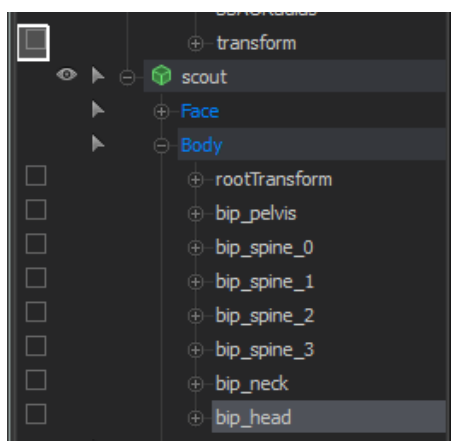 transform
scout
Face
Body
rootTransform
bip_pelvis
bip_spine_0
bip_spine_1
bip_spine_2
bip_spine_3
bip_neck
bip_head